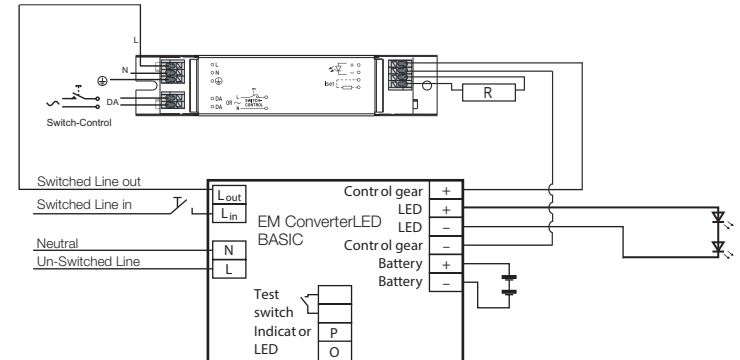 L
N
DA
Switch-Control
L
N
DA
DA
OR
L
N
SWITCH-
CONTROL
+
–
Iset
R
Switched Line out
Switched Line in
Neutral
Un-Switched Line
Lout
Lin
N
L
EM ConverterLED
BASIC
Control gear +
LED +
LED –
Control gear –
Battery +
Battery –
Test
switch
Indicator P
LED O